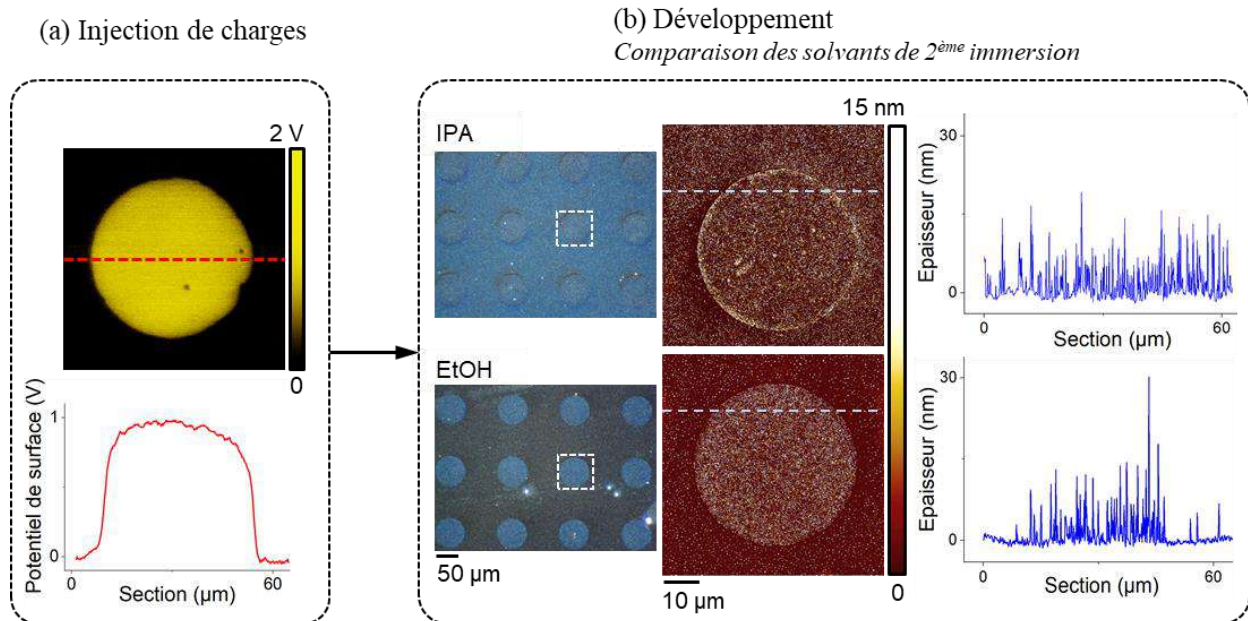 (a) Injection de charges
2 V
0
Potentiel de surface (V)
1
0
0
60
Section (µm)
(b) Développement
Comparaison des solvants de 2ème immersion
IPA
EtOH
50 µm
15 nm
0
10 µm
Epaisseur (nm)
30
0
0
60
Section (µm)
Epaisseur (nm)
30
0
0
60
Section (µm)